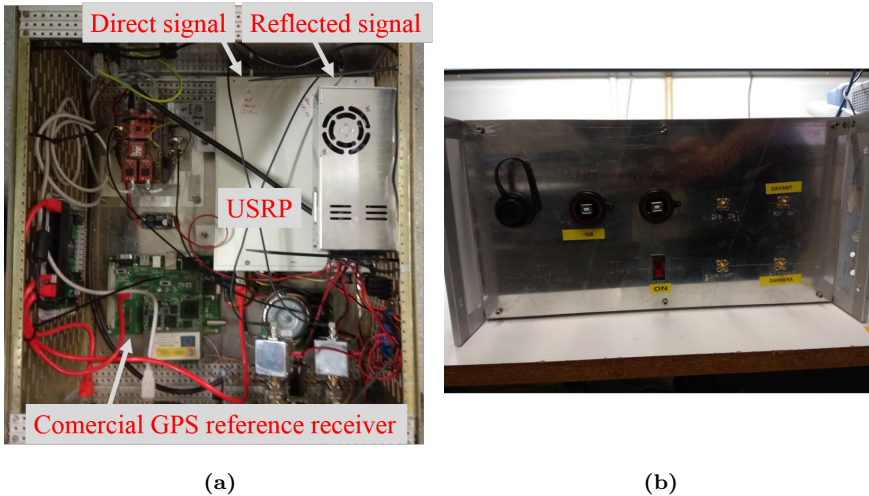 Direct signal
Reflected signal
USRP
Comercial GPS reference receiver
DAVANT
ON
DARRERA
(a)
(b)